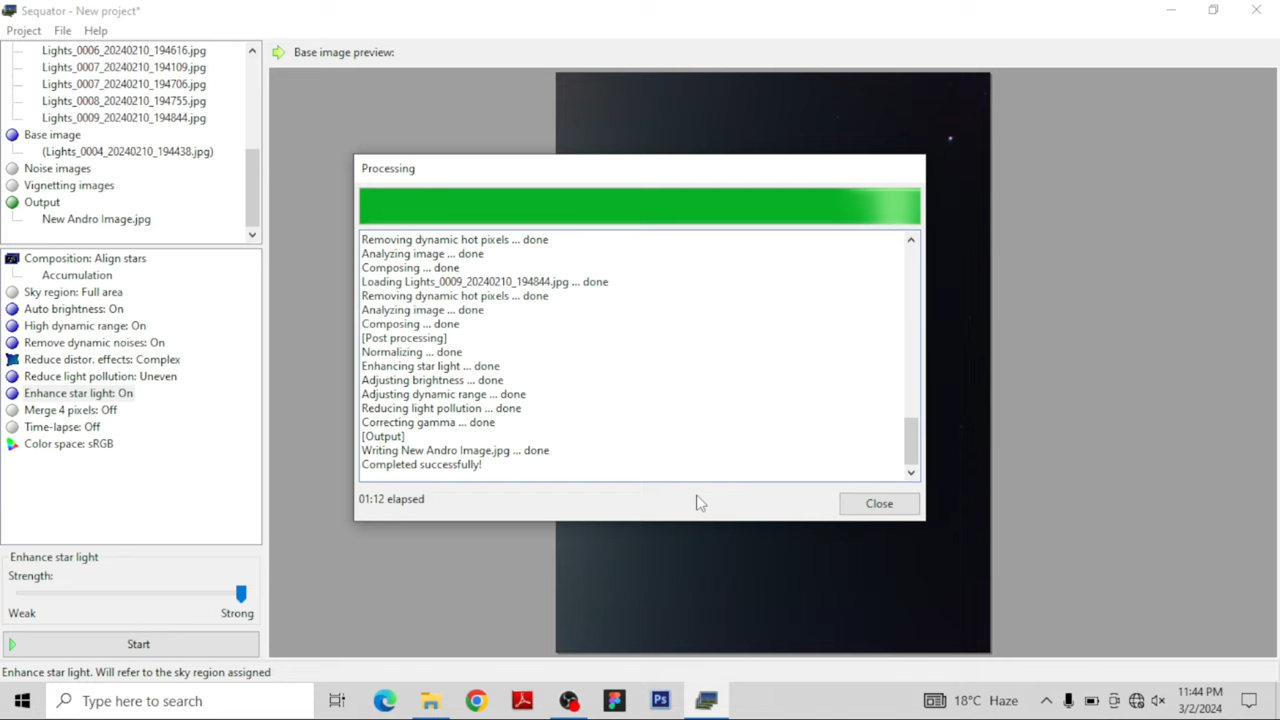 Sequator - New project*
Project File Help
Lights_0006_20240210_194616.jpg
Lights_0007_20240210_194109.jpg
Lights_0007_20240210_194706.jpg
Lights_0008_20240210_194755.jpg
Lights_0009_20240210_194844.jpg
Base image
(Lights_0004_20240210_194438.jpg)
Noise images
Vignetting images
Output
New Andro Image.jpg
Composition: Align stars
Accumulation
Sky region: Full area
Auto brightness: On
High dynamic range: On
Remove dynamic noises: On
Reduce distor. effects: Complex
Reduce light pollution: Uneven
Enhance star light: On
Merge 4 pixels: Off
Time-lapse: Off
Color space: sRGB
Enhance star light
Strength:
Weak Strong
Start
Enhance star light. Will refer to the sky region assigned
Base image preview:
Processing
Removing dynamic hot pixels ... done
Analyzing image ... done
Composing ... done
Loading Lights_0009_20240210_194844.jpg ... done
Removing dynamic hot pixels ... done
Analyzing image ... done
Composing ... done
[Post processing]
Normalizing ... done
Enhancing star light ... done
Adjusting brightness ... done
Adjusting dynamic range ... done
Reducing light pollution ... done
Correcting gamma ... done
[Output]
Writing New Andro Image.jpg ... done
Completed successfully!
01:12 elapsed
Close
Type here to search
Ps
18°C Haze
11:44 PM
3/2/2024